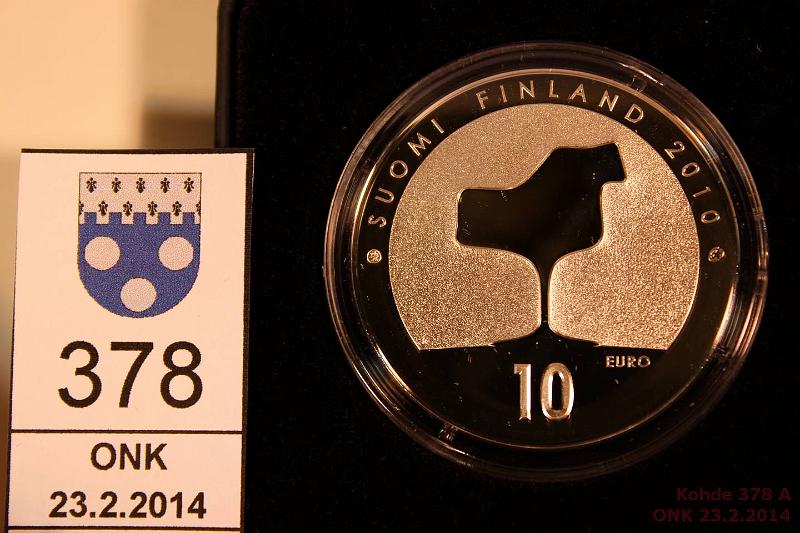 378
ONK
23.2.2014
SUOMI FINLAND 2010
EURO
10
Kohde 378 A
ONK 23.2.2014